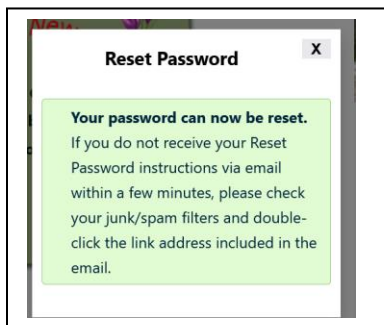 New
Reset Password
X
Your password can now be reset.
If you do not receive your Reset
Password instructions via email
within a few minutes, please check
your junk/spam filters and double-
click the link address included in the
email.